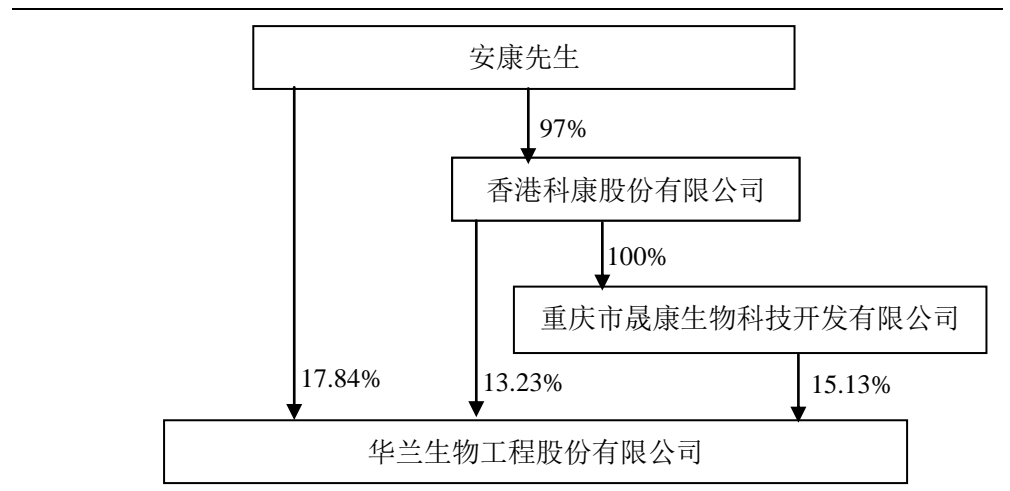 安康先生
97%
香港科康股份有限公司
100%
重庆市晟康生物科技开发有限公司
17.84%
13.23%
15.13%
华兰生物工程股份有限公司